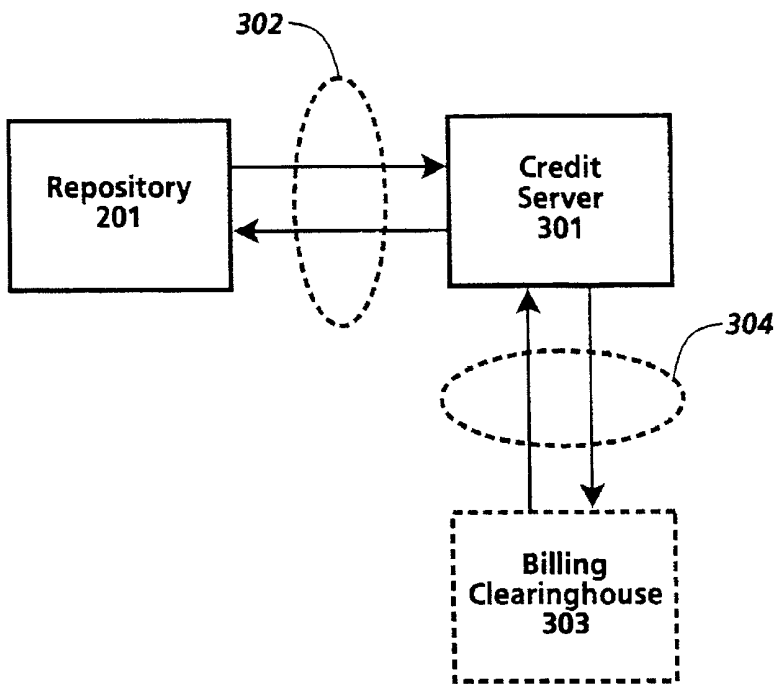 302
Repository
201
Credit
Server
301
304
Billing
Clearinghouse
303